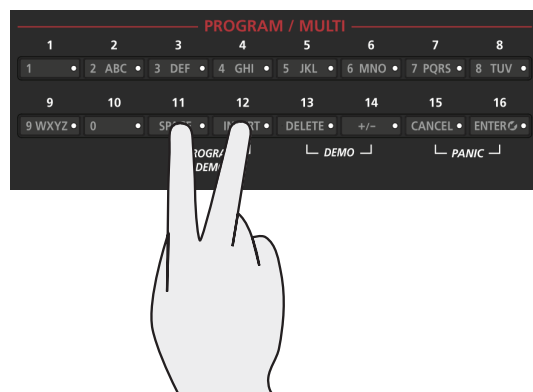 PROGRAM / MULTI
1 2 3 4 5 6 7 8
1 2 ABC 3 DEF 4 GHI 5 JKL 6 MNO 7 PQRS 8 TUV
9 10 11 12 13 14 15 16
9 WXYZ 0 DELETE +/– CANCEL ENTER
DEMO PANIC